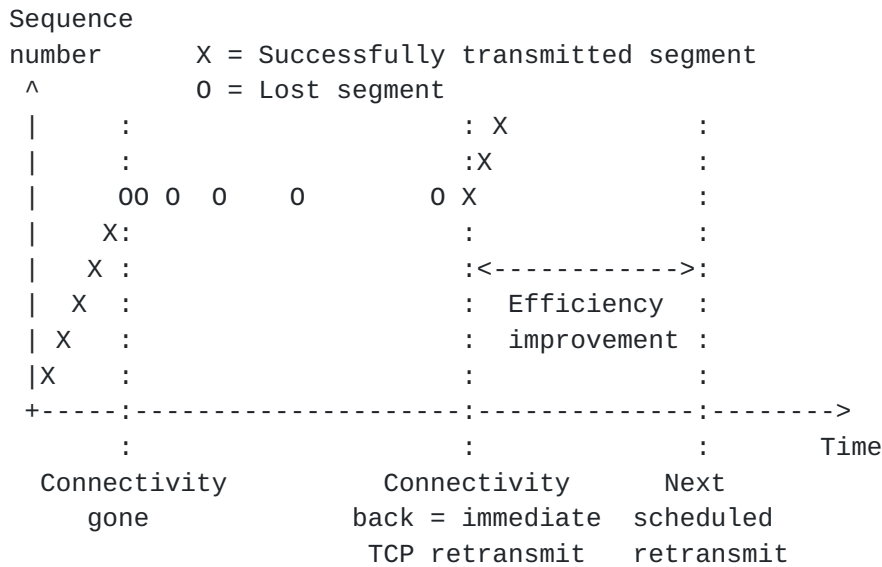 Sequence
number      X = Successfully transmitted segment
 ^          O = Lost segment
 |     :                     : X            :
 |     :                     :X             :
 |     OO O  O    O        O X              :
 |    X:                     :              :
 |   X :                     :<------------>:
 |  X  :                     :  Efficiency  :
 | X   :                     :  improvement :
 |X    :                     :              :
 +-----:---------------------:--------------:-------->
       :                     :              :       Time
  Connectivity          Connectivity      Next
     gone             back = immediate  scheduled
                       TCP retransmit   retransmit